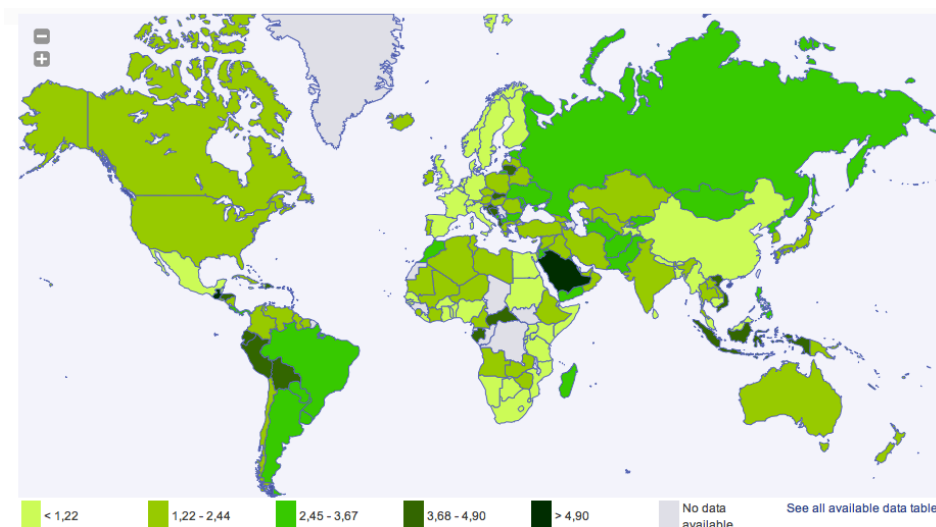 < 1,22
1,22 - 2,44
2,45 - 3,67
3,68 - 4,90
> 4,90
No data
available
See all available data table